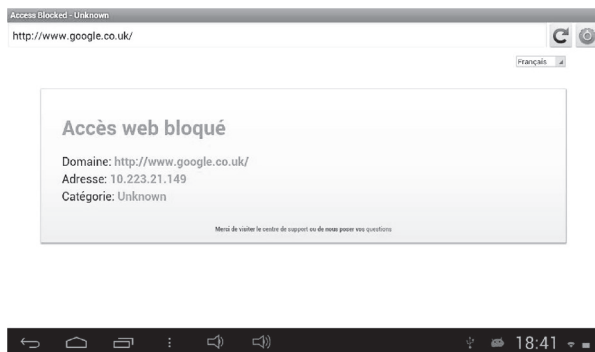 Access Blocked - Unknown
http://www.google.co.uk/
Français
Accès web bloqué
Domaine: http://www.google.co.uk/
Adresse: 10.223.21.149
Catégorie: Unknown
Merci de visiter le centre de support ou de nous poser vos questions
18:41